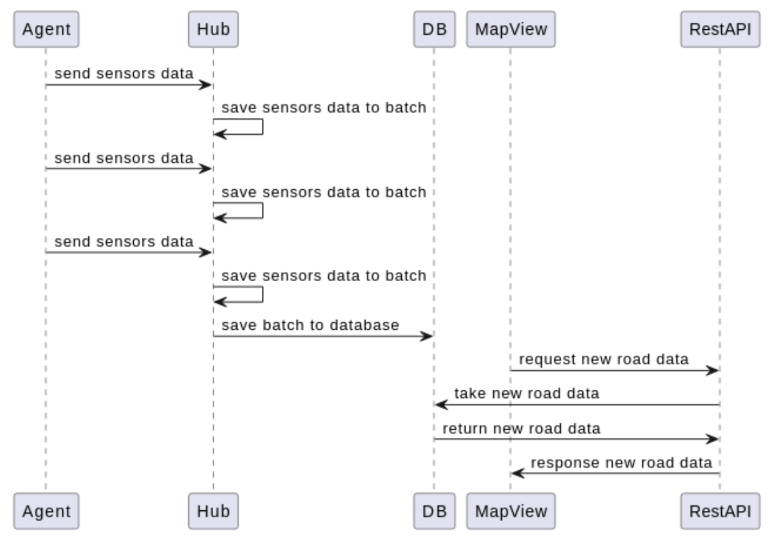 Agent Hub DB MapView RestAPI
send sensors data
save sensors data to batch
send sensors data
save sensors data to batch
send sensors data
save sensors data to batch
save batch to database
request new road data
take new road data
return new road data
response new road data
Agent Hub DB MapView RestAPI